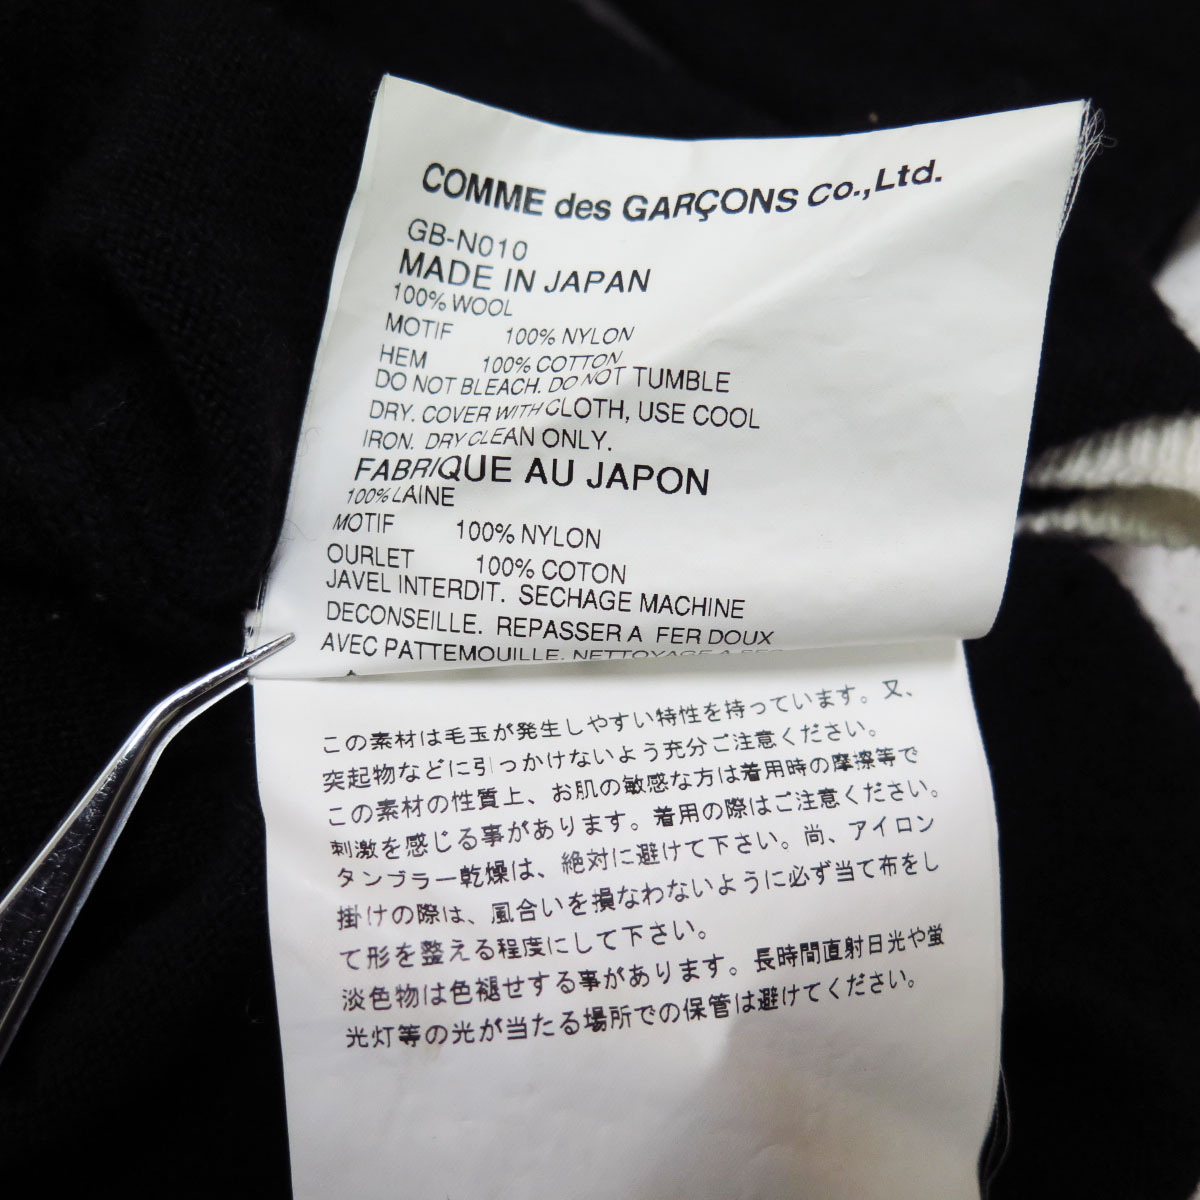 COMME des GARÇONS Co.,Ltd.
GB-N010
MADE IN JAPAN
100% WOOL
MOTIF 100% NYLON
HEM 100% COTTON
DO NOT BLEACH. DO NOT TUMBLE
DRY. COVER WITH CLOTH, USE COOL
IRON. DRY CLEAN ONLY.
FABRIQUE AU JAPON
100% LAINE
MOTIF 100% NYLON
OURLET 100% COTON
JAVEL INTERDIT. SECHAGE MACHINE
DECONSEILLE. REPASSER A FER DOUX
AVEC PATTEMOUILLE. NETTOYAGE A SEC
この素材は毛玉が発生しやすい特性を持っています。又、
突起物などに引っかけないよう充分ご注意ください。
この素材の性質上、お肌の敏感な方は着用時の摩擦等で
刺激を感じる事があります。着用の際はご注意ください。
タンブラー乾燥は、絶対に避けて下さい。尚、アイロン
掛けの際は、風合いを損なわないように必ず当て布をし
て形を整える程度にして下さい。
淡色物は色褪せする事があります。長時間直射日光や蛍
光灯等の光が当たる場所での保管は避けてください。